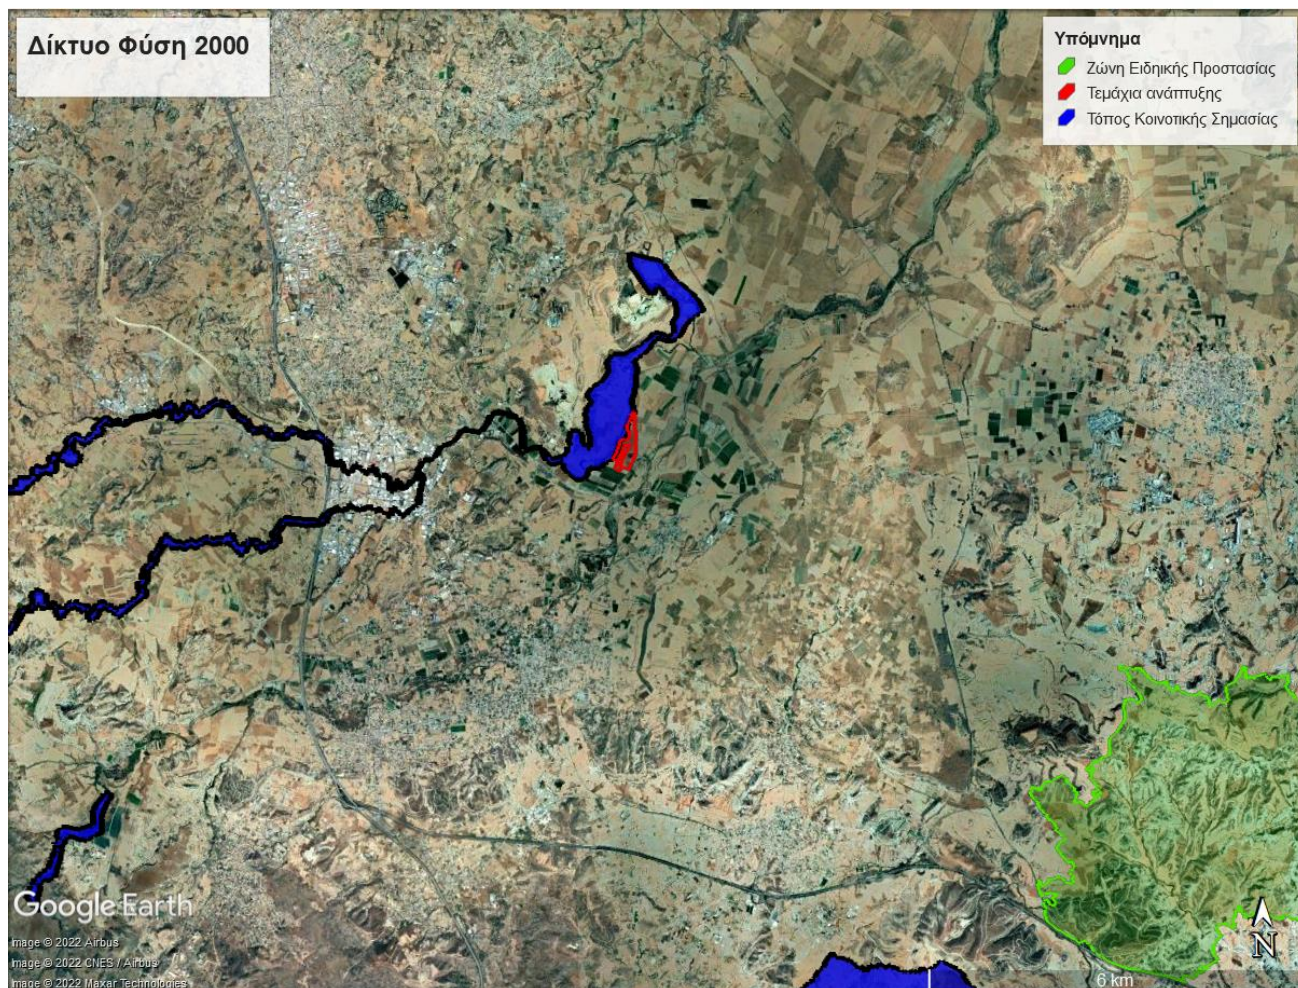 Δίκτυο Φύση 2000
Υπόμνημα
Ζώνη Ειδηικής Προστασίας
Τεμάχια ανάπτυξης
Τόπος Κοινοτικής Σημασίας
Google Earth
Image © 2022 Airbus
Image © 2022 CNES / Airbus
Image © 2022 Maxar Technologies
N
6 km